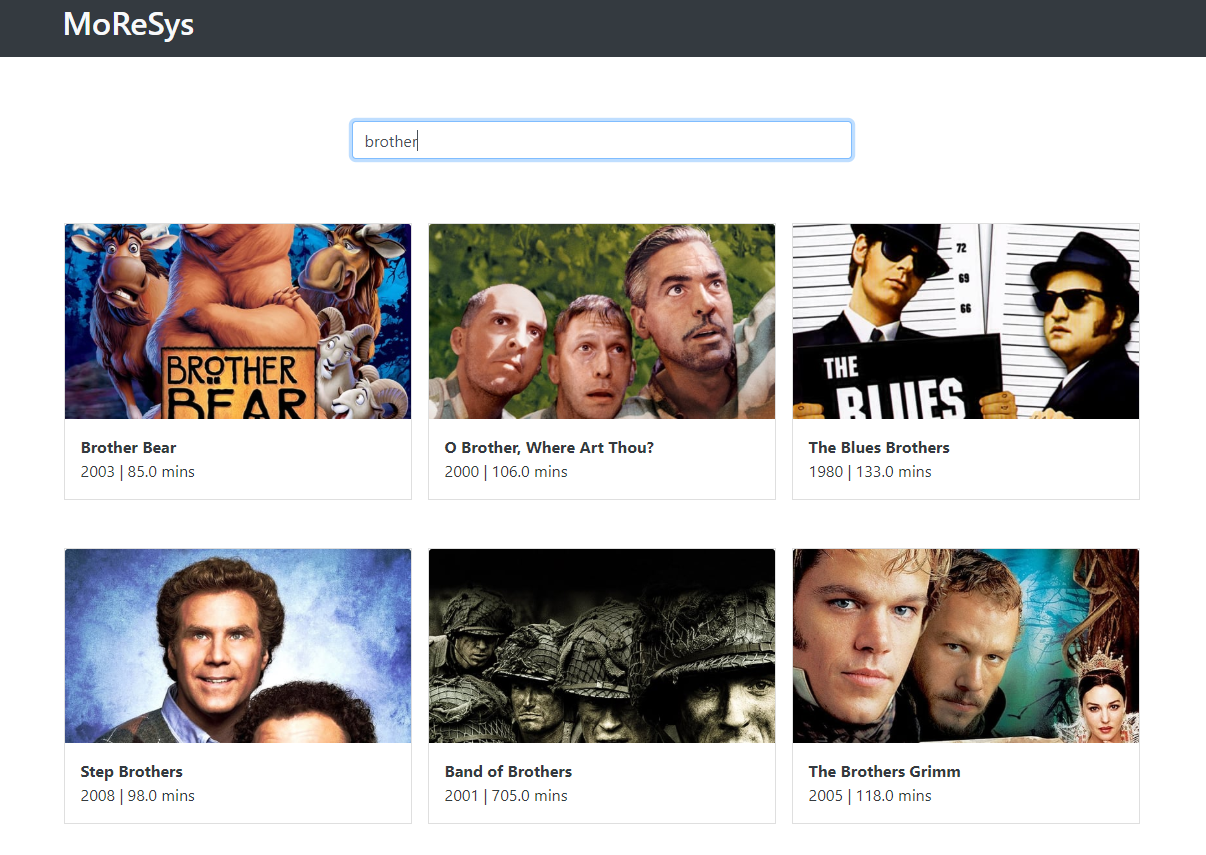 MoReSys
brother
BROTHER
BEAR
72
69
66
THE
BLUES
Brother Bear
2003 | 85.0 mins
O Brother, Where Art Thou?
2000 | 106.0 mins
The Blues Brothers
1980 | 133.0 mins
Step Brothers
2008 | 98.0 mins
Band of Brothers
2001 | 705.0 mins
The Brothers Grimm
2005 | 118.0 mins